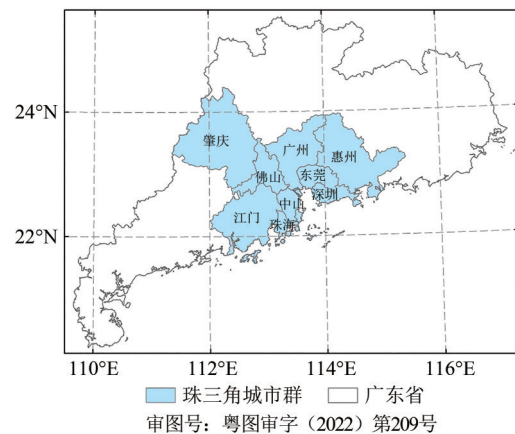 24°N
肇庆
广州
惠州
佛山
东莞
深圳
江门
中山
珠海
22°N
110°E
112°E
114°E
116°E
珠三角城市群
广东省
审图号：粤图审字（2022）第209号